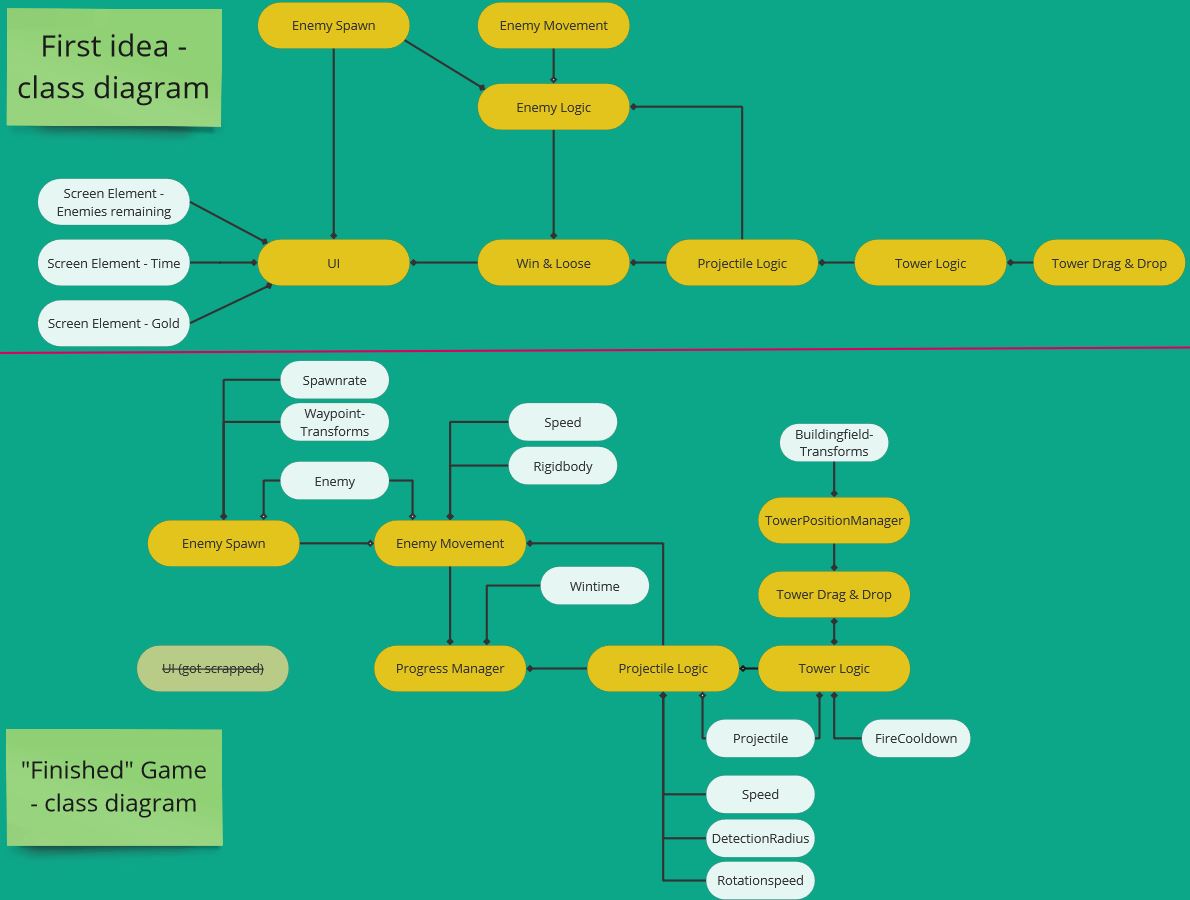 First idea -
class diagram
Enemy Spawn
Enemy Movement
Enemy Logic
Screen Element -
Enemies remaining
Screen Element - Time
Screen Element - Gold
UI
Win & Loose
Projectile Logic
Tower Logic
Tower Drag & Drop
Spawnrate
Waypoint-
Transforms
Enemy
Speed
Rigidbody
Buildingfield-
Transforms
TowerPositionManager
Enemy Spawn
Enemy Movement
Wintime
Tower Drag & Drop
UI (got scrapped)
Progress Manager
Projectile Logic
Tower Logic
Projectile
FireCooldown
Speed
DetectionRadius
Rotationspeed
"Finished" Game
- class diagram